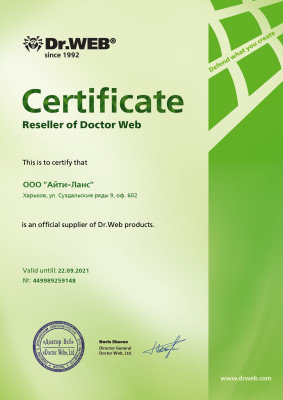 Dr.WEB®
since 1992
Defend what you create
Certificate
Reseller of Doctor Web
This is to certify that
ООО "Айти-Ланс"
Харьков, ул. Суздальские ряды 9, оф. 602
is an official supplier of Dr.Web products.
Valid until: 22.09.2021
№: 449989259148
«Доктор Веб»
«Doctor Web», Ltd.
Boris Sharov
Director General
Doctor Web, Ltd.
www.drweb.com